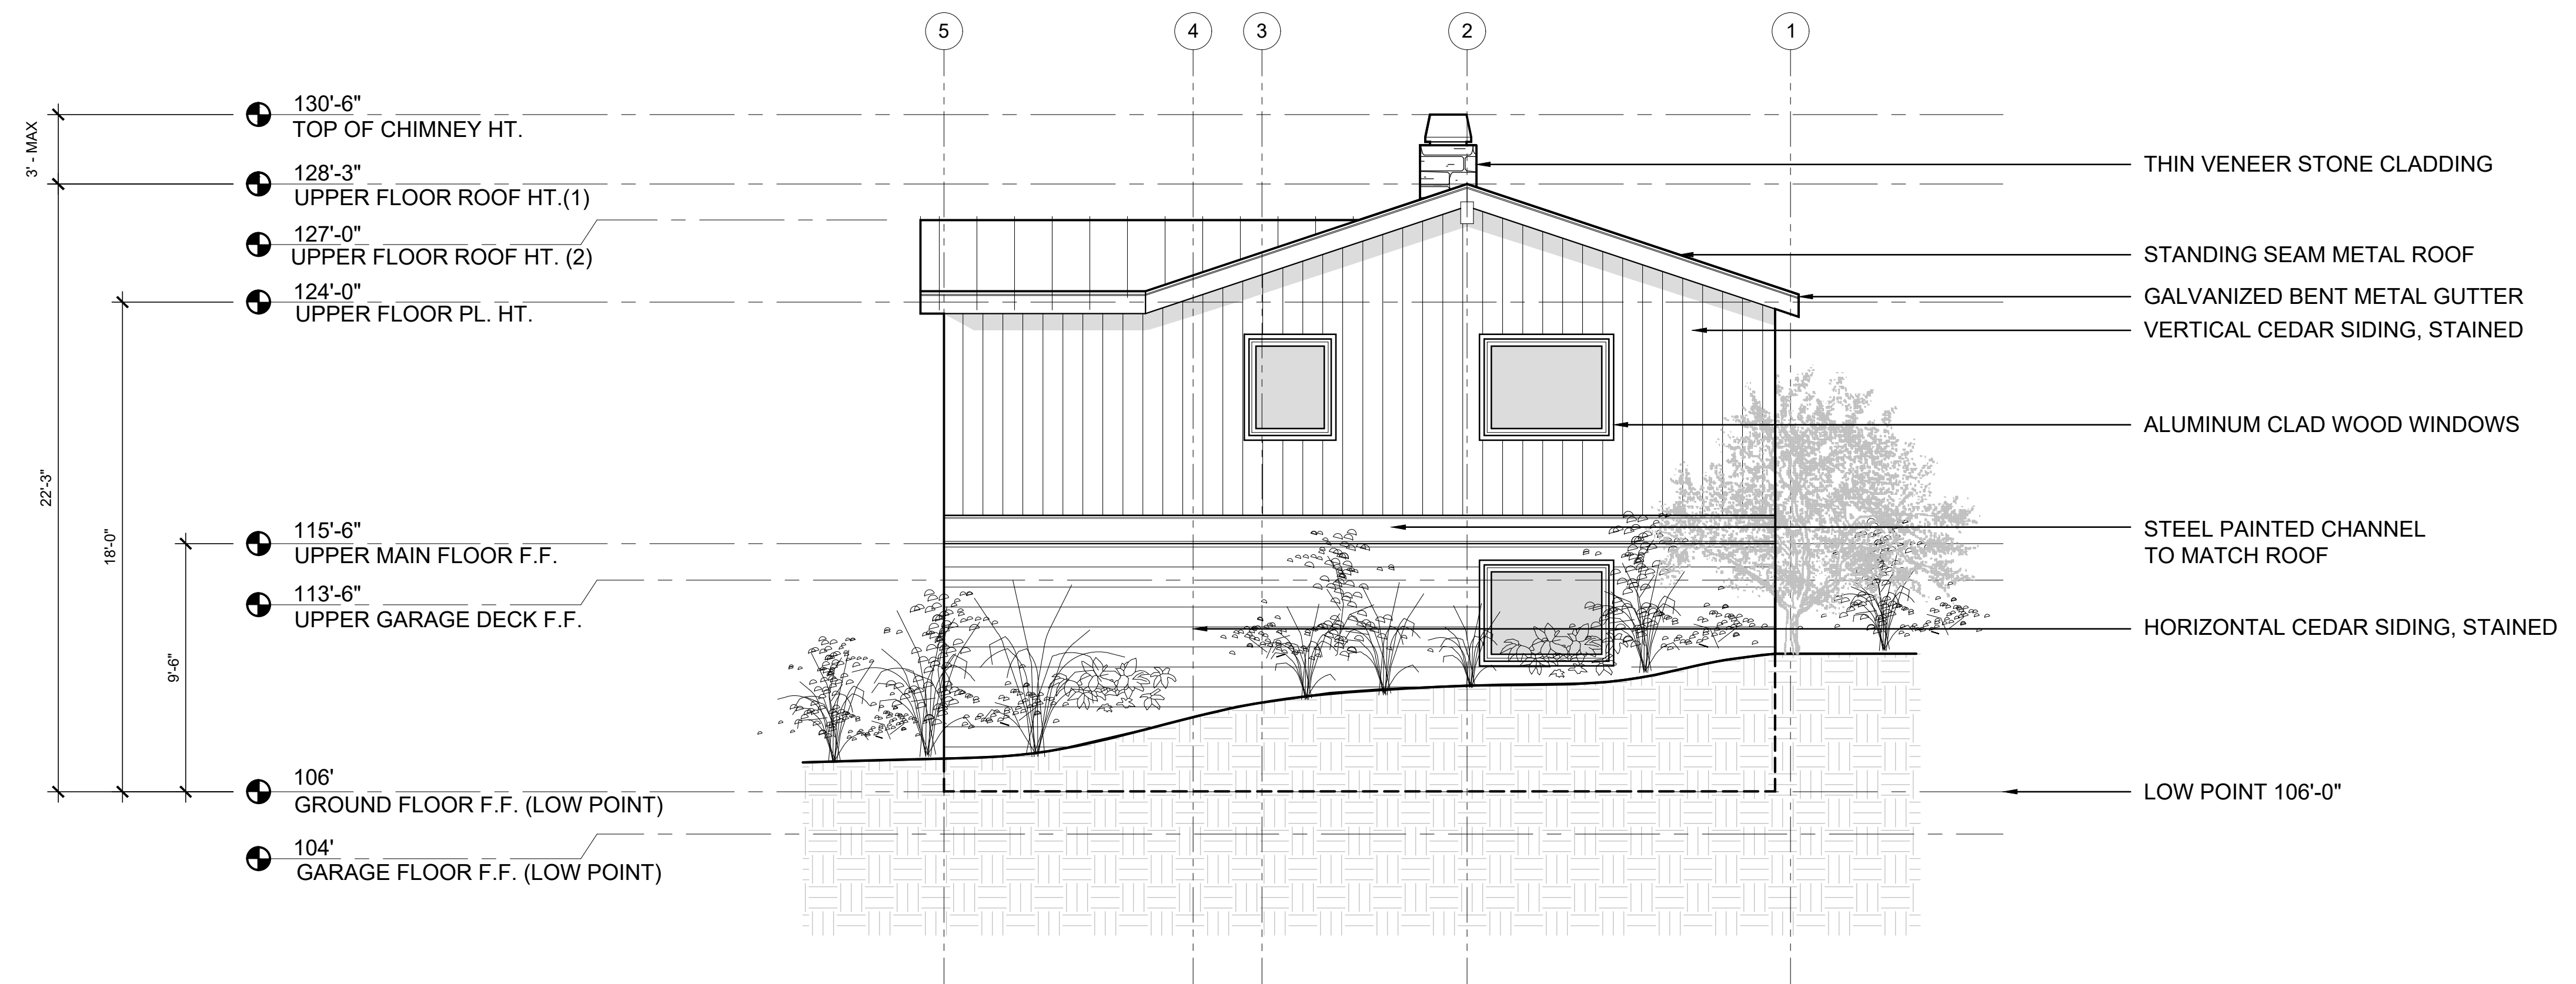 5
4
3
2
1
130'-6"
TOP OF CHIMNEY HT.
3' - MAX
128'-3"
UPPER FLOOR ROOF HT.(1)
127'-0"
UPPER FLOOR ROOF HT. (2)
124'-0"
UPPER FLOOR PL. HT.
22'-3"
18'-0"
9'-6"
115'-6"
UPPER MAIN FLOOR F.F.
113'-6"
UPPER GARAGE DECK F.F.
106'
GROUND FLOOR F.F. (LOW POINT)
104'
GARAGE FLOOR F.F. (LOW POINT)
THIN VENEER STONE CLADDING
STANDING SEAM METAL ROOF
GALVANIZED BENT METAL GUTTER
VERTICAL CEDAR SIDING, STAINED
ALUMINUM CLAD WOOD WINDOWS
STEEL PAINTED CHANNEL
TO MATCH ROOF
HORIZONTAL CEDAR SIDING, STAINED
LOW POINT 106'-0"